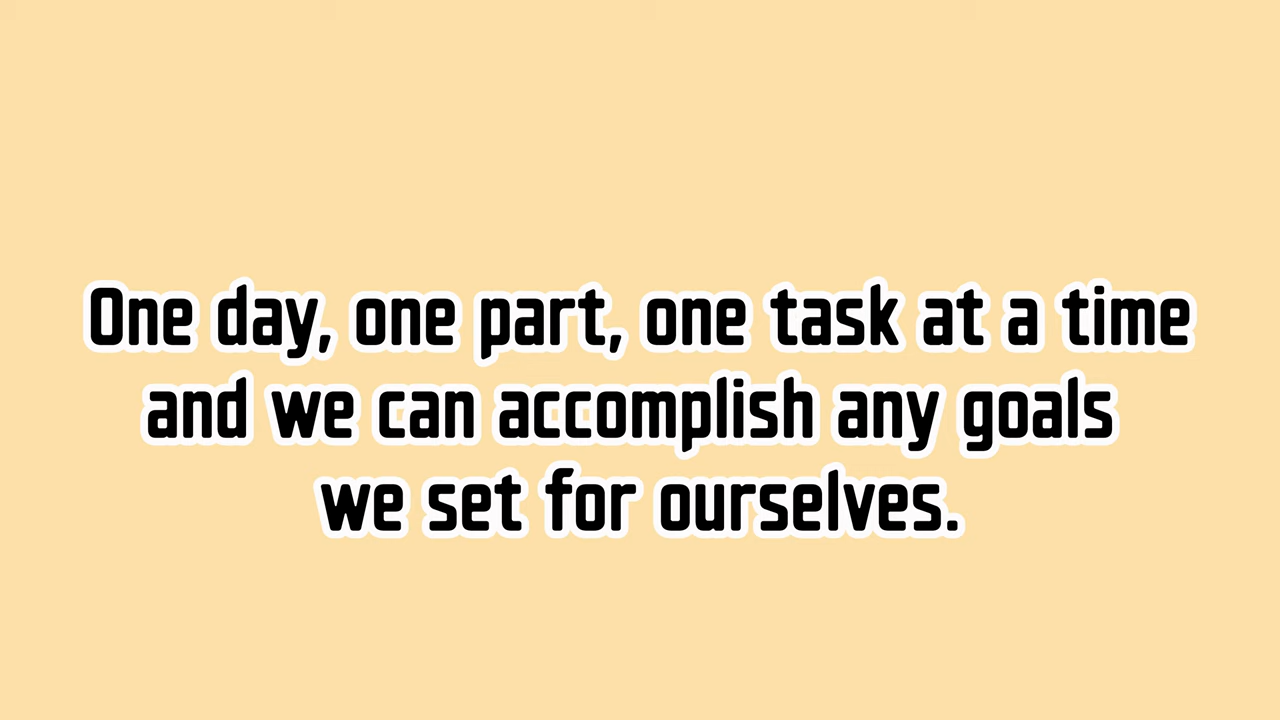 One day, one part, one task at a time
and we can accomplish any goals
we set for ourselves.